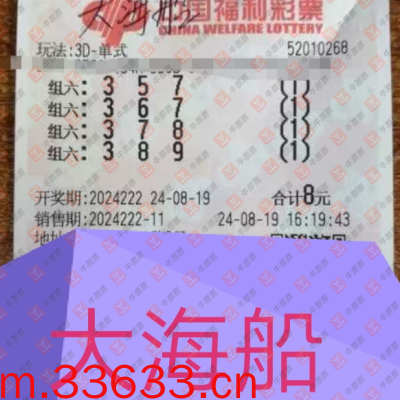 大海船
中国福利彩票
CHINA WELFARE LOTTERY
玩法:3D-单式 52010268
组六:3 5 7 (1)
组六:3 6 7 (1)
组六:3 7 8 (1)
组六:3 8 9 (1)
开奖期:2024222 24-08-19 合计8元
销售期:2024222-11 24-08-19 16:19:43
大海船
m.33633.cn